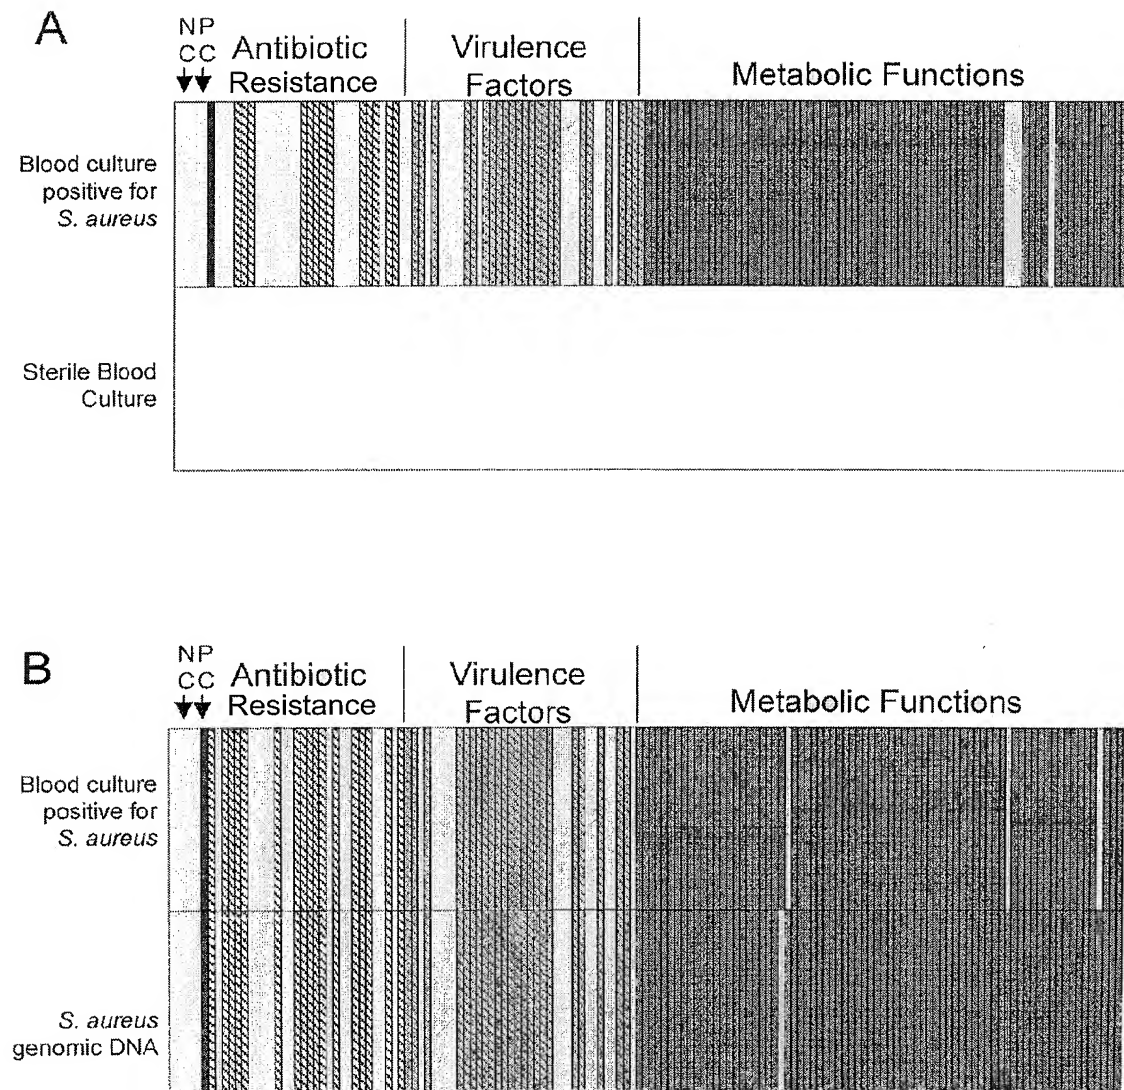 A
NP
CC
Antibiotic
Resistance
Virulence
Factors
Metabolic Functions
Blood culture
positive for
S. aureus
Sterile Blood
Culture
B
NP
CC
Antibiotic
Resistance
Virulence
Factors
Metabolic Functions
Blood culture
positive for
S. aureus
S. aureus
genomic DNA